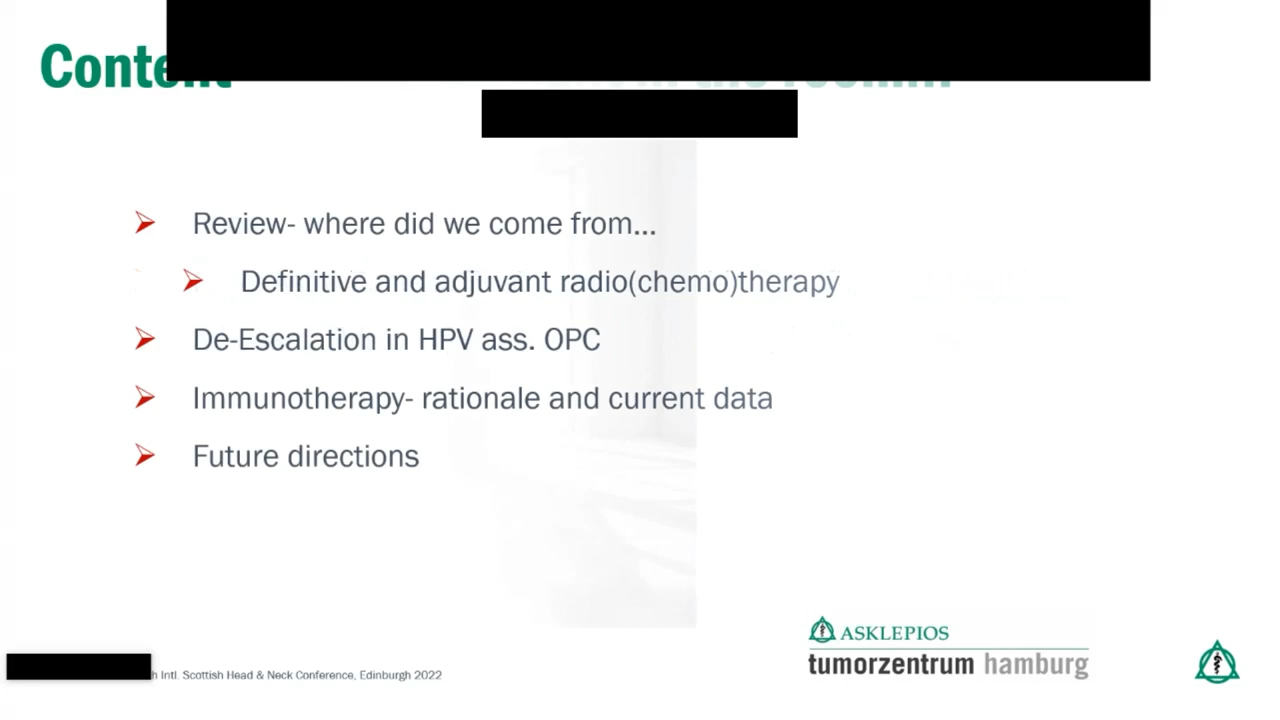 Content
Review- where did we come from...
Definitive and adjuvant radio(chemo)therapy
De-Escalation in HPV ass. OPC
Immunotherapy- rationale and current data
Future directions
ASKLEPIOS
tumorzentrum hamburg
Intl. Scottish Head & Neck Conference, Edinburgh 2022